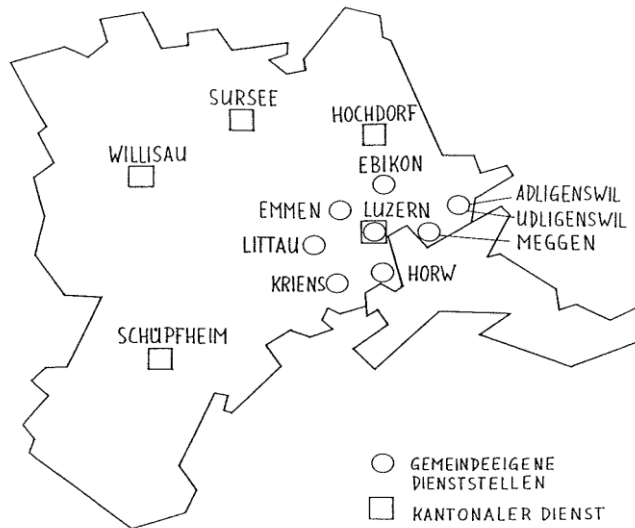 SURSEE
HOCHDORF
WILLISAU
EBIKON
ADLIGENSWIL
EMMEN
LUZERN
UDLIGENSWIL
LITTAU
MEGGEN
KRIENS
HORW
SCHÜPFHEIM
GEMEINDEEIGENE
DIENSTSTELLEN
KANTONALER DIENST